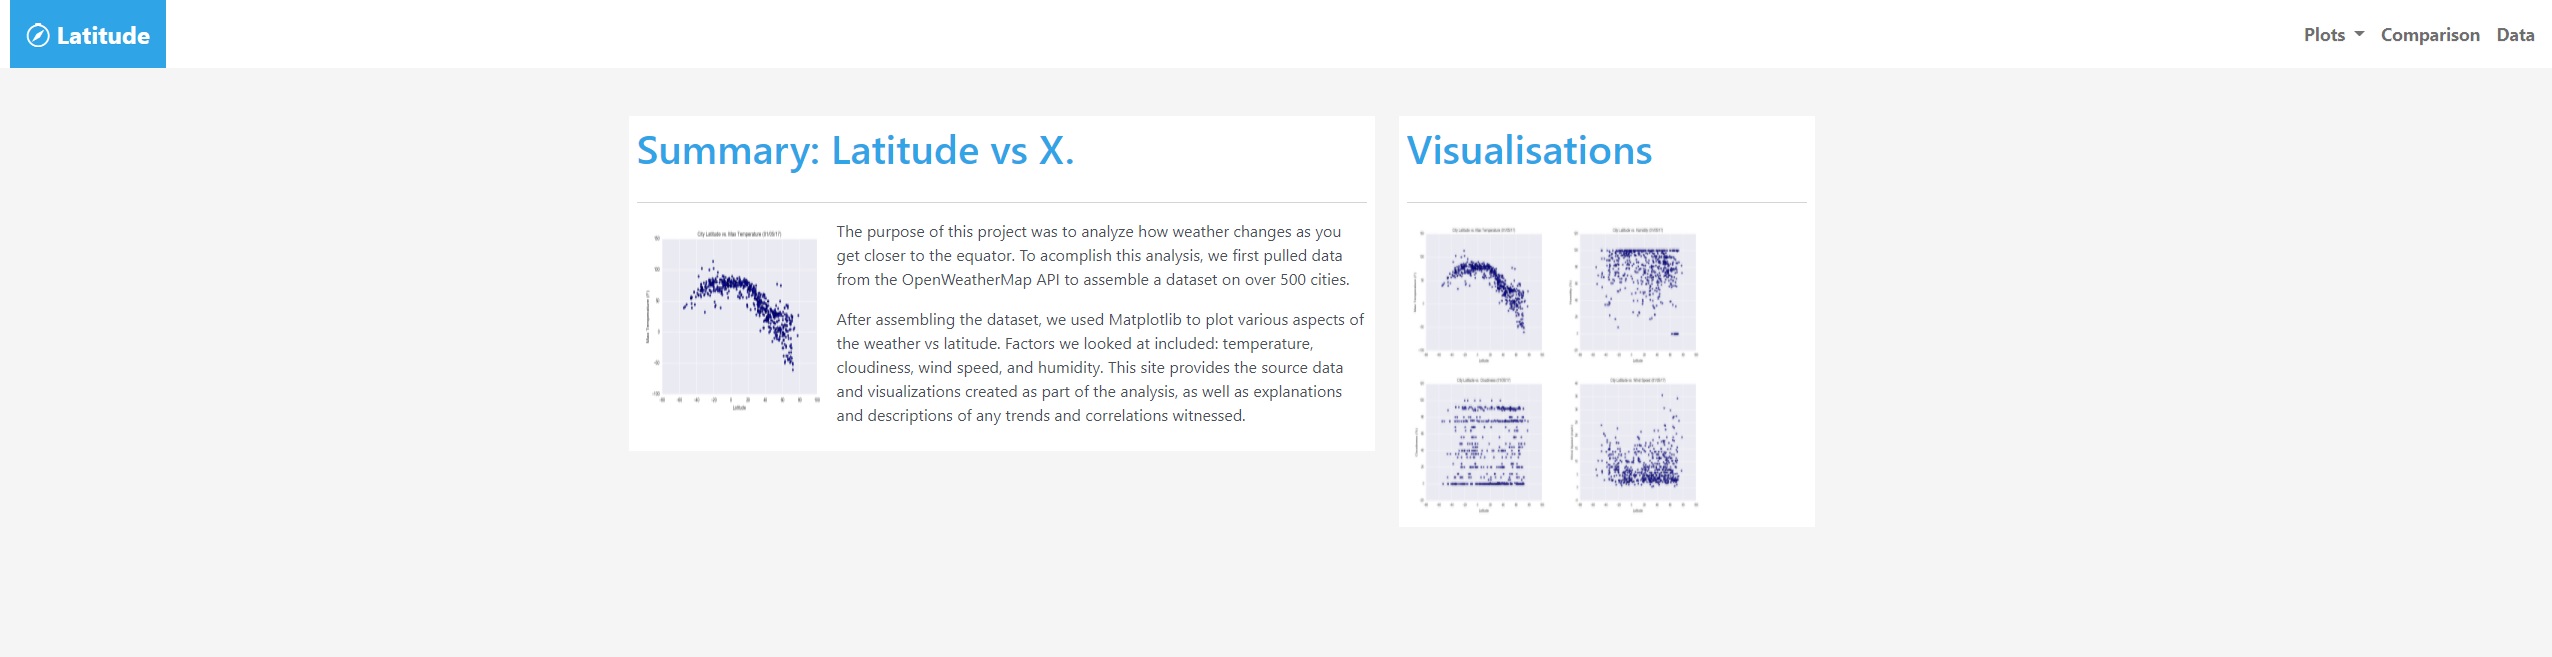 Latitude
Plots
Comparison
Data
Summary: Latitude vs X.
City Latitude vs. Max Temperature (01/05/17)
Latitude
The purpose of this project was to analyze how weather changes as you
get closer to the equator. To acomplish this analysis, we first pulled data
from the OpenWeatherMap API to assemble a dataset on over 500 cities.
After assembling the dataset, we used Matplotlib to plot various aspects of
the weather vs latitude. Factors we looked at included: temperature,
cloudiness, wind speed, and humidity. This site provides the source data
and visualizations created as part of the analysis, as well as explanations
and descriptions of any trends and correlations witnessed.
Visualisations